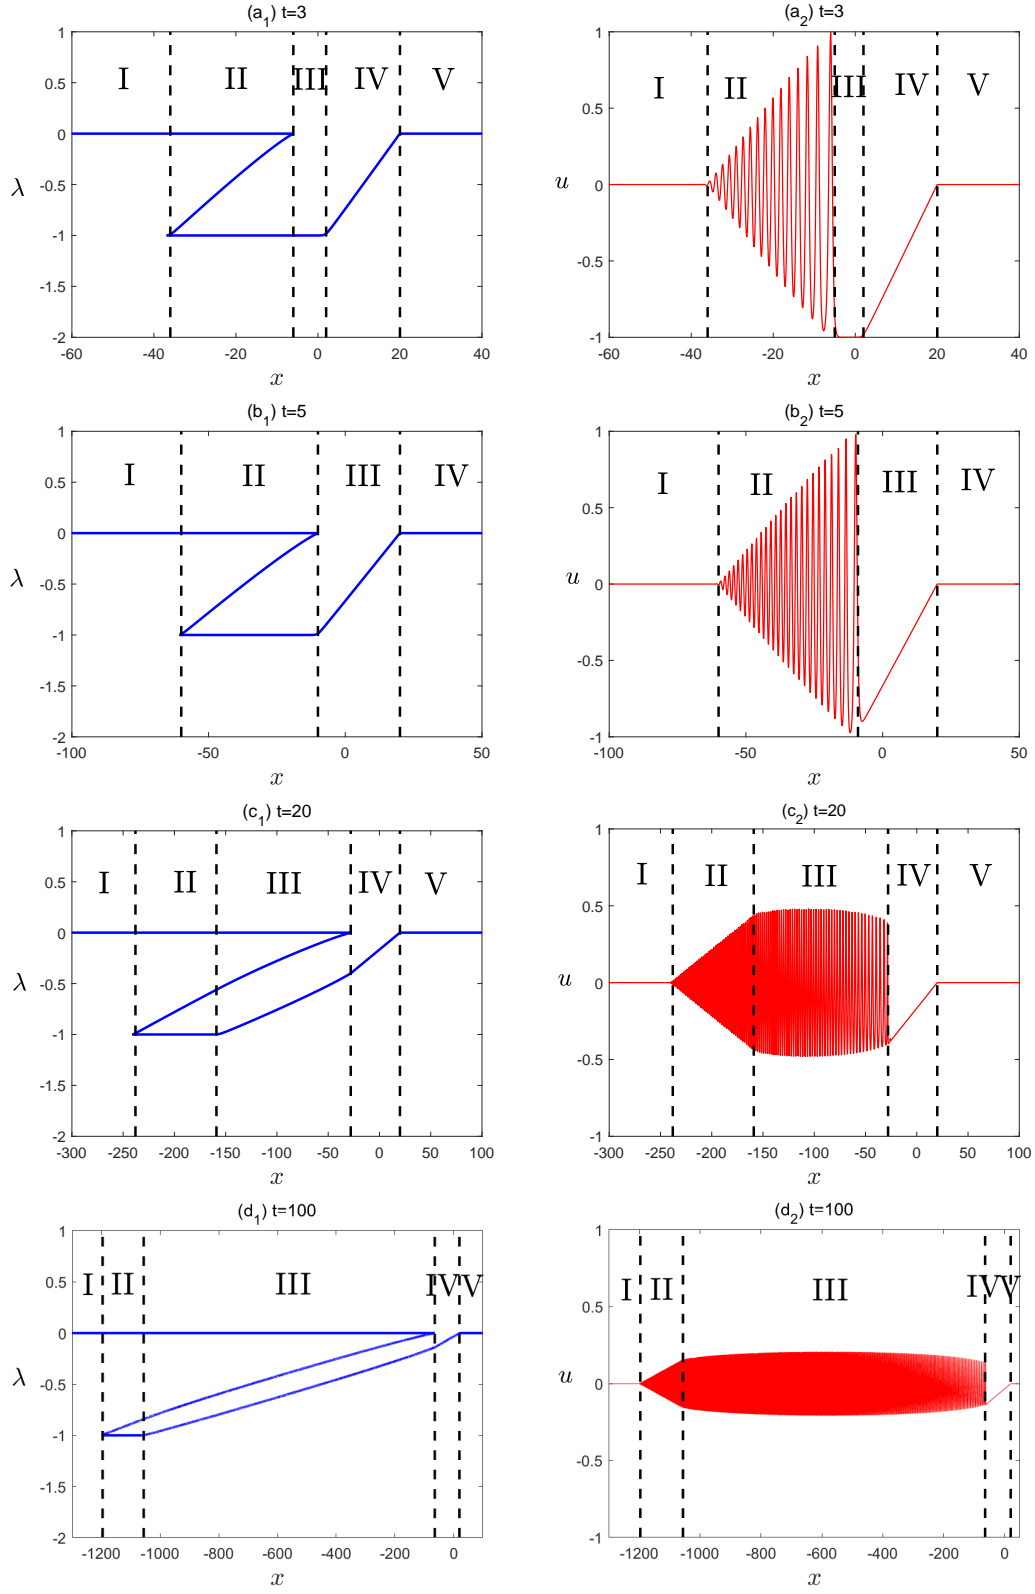 (a1) t=3
1
0.5
0
-0.5
-1
-1.5
-2
λ
I II III IV V
-60 -40 -20 0 20 40
x
(a2) t=3
1
0.5
0
-0.5
-1
u
I II III IV V
-60 -40 -20 0 20 40
x
(b1) t=5
1
0.5
0
-0.5
-1
-1.5
-2
λ
I II III IV
-100 -50 0 50
x
(b2) t=5
1
0.5
0
-0.5
-1
u
I II III IV
-100 -50 0 50
x
(c1) t=20
1
0.5
0
-0.5
-1
-1.5
-2
λ
I II III IV V
-300 -250 -200 -150 -100 -50 0 50 100
x
(c2) t=20
1
0.5
0
-0.5
-1
u
I II III IV V
-300 -250 -200 -150 -100 -50 0 50 100
x
(d1) t=100
1
0.5
0
-0.5
-1
-1.5
-2
λ
I II III IV V
-1200 -1000 -800 -600 -400 -200 0
x
(d2) t=100
1
0.5
0
-0.5
-1
u
I II III IV V
-1200 -1000 -800 -600 -400 -200 0
x